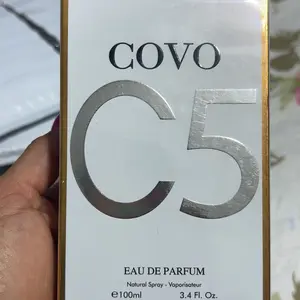 COVO
C5
EAU DE PARFUM
Natural Spray - Vaporisateur
℮100ml 3.4 Fl. Oz.